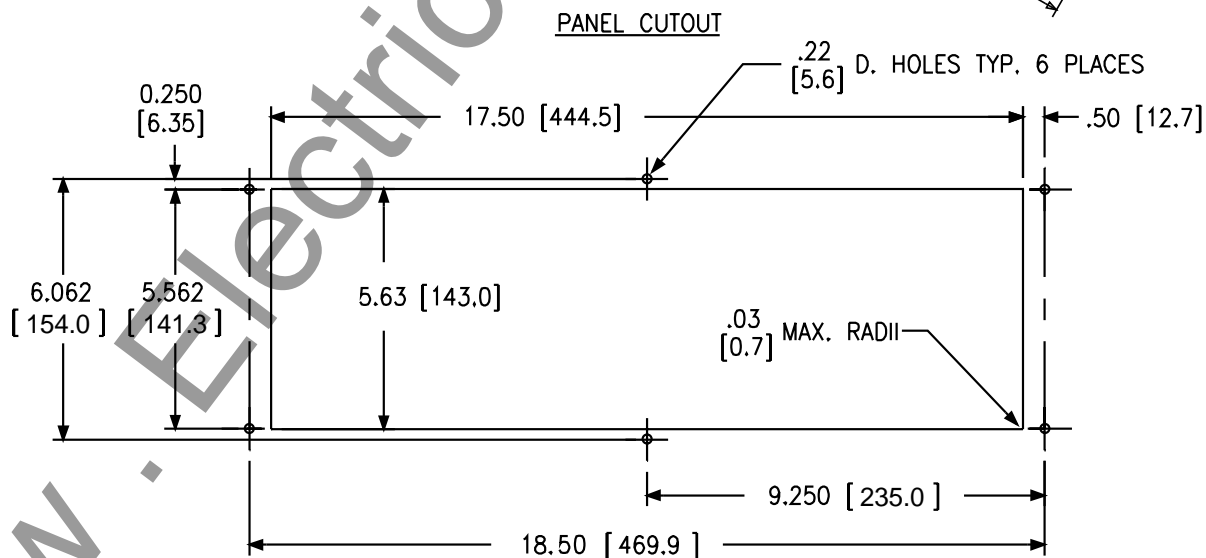 PANEL CUTOUT
.22
[5.6] D. HOLES TYP. 6 PLACES
0.250
[6.35]
17.50 [444.5]
.50 [12.7]
6.062
[ 154.0 ]
5.562
[ 141.3 ]
5.63 [143.0]
.03
[0.7] MAX. RADII
9.250 [ 235.0 ]
18.50 [ 469.9 ]
w . Electric